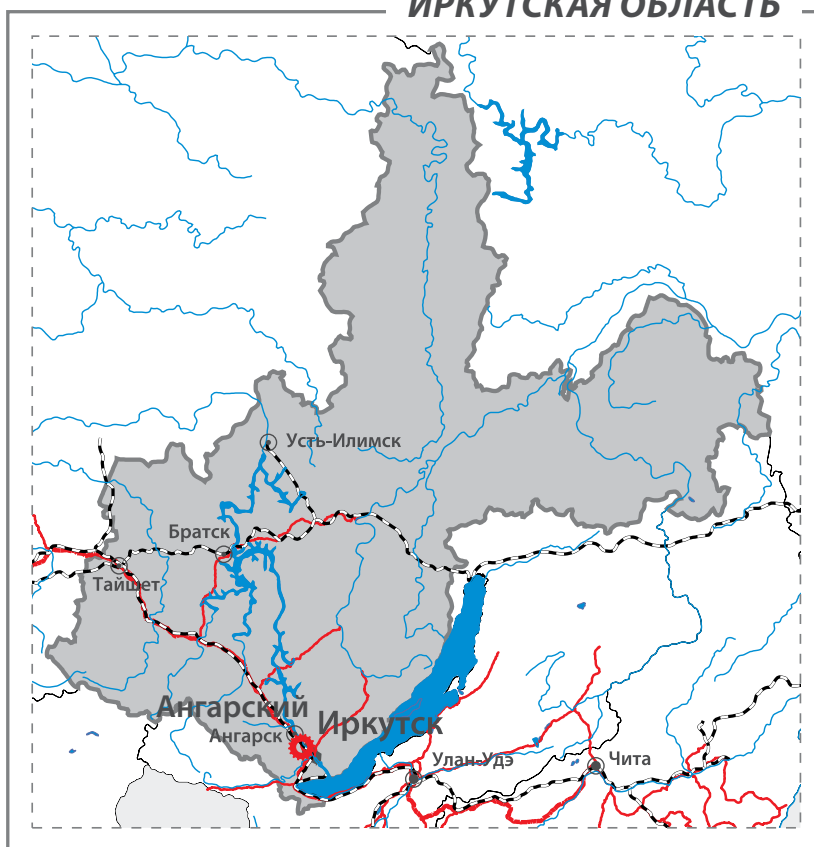 ИРКУТСКАЯ ОБЛАСТЬ
Усть-Илимск
Братск
Тайшет
Ангарский
Иркутск
Ангарск
Улан-Удэ
Чита